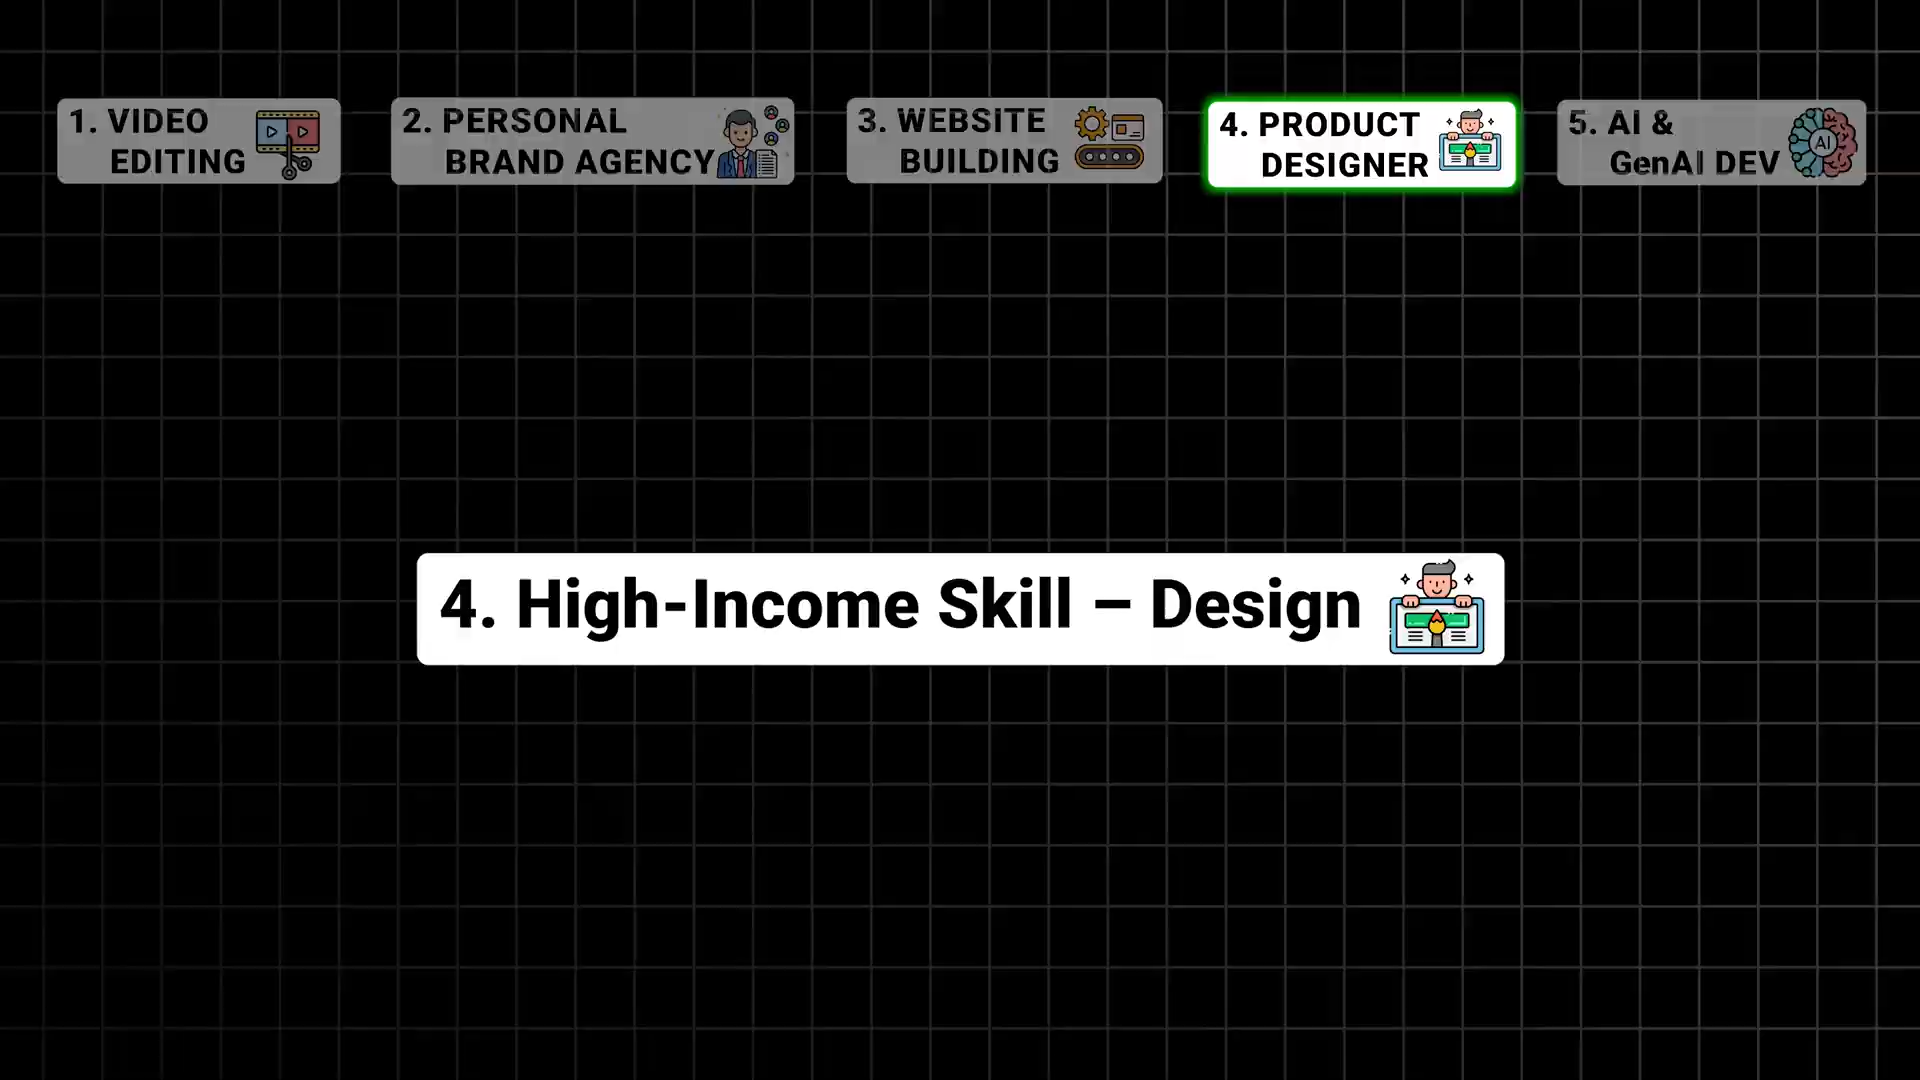 1. VIDEO
EDITING
2. PERSONAL
BRAND AGENCY
3. WEBSITE
BUILDING
4. PRODUCT
DESIGNER
5. AI &
GenAI DEV
AI
4. High-Income Skill – Design